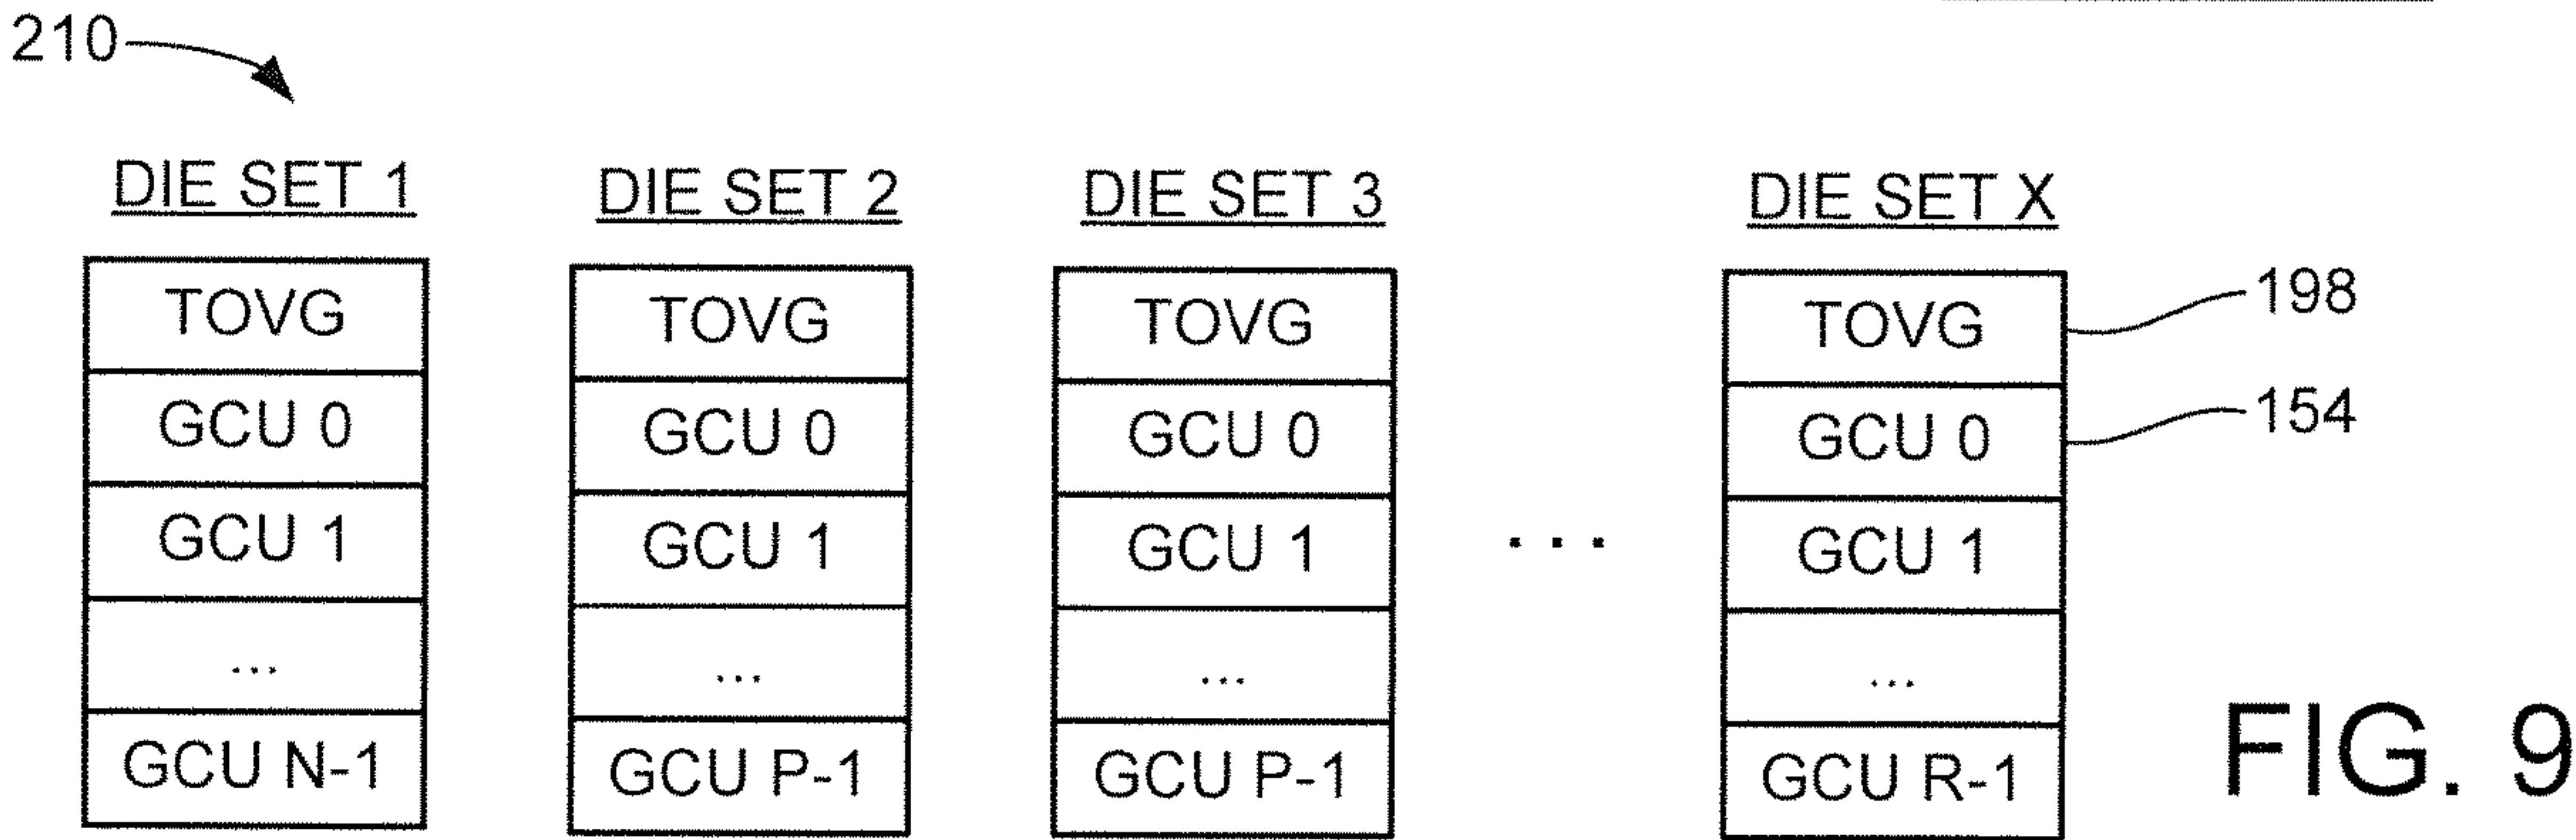 210
DIE SET 1 DIE SET 2 DIE SET 3 DIE SET X
TOVG TOVG TOVG TOVG 198
GCU 0 GCU 0 GCU 0 GCU 0 154
GCU 1 GCU 1 GCU 1 ... GCU 1
... ... ... ...
GCU N-1 GCU P-1 GCU P-1 GCU R-1
FIG. 9